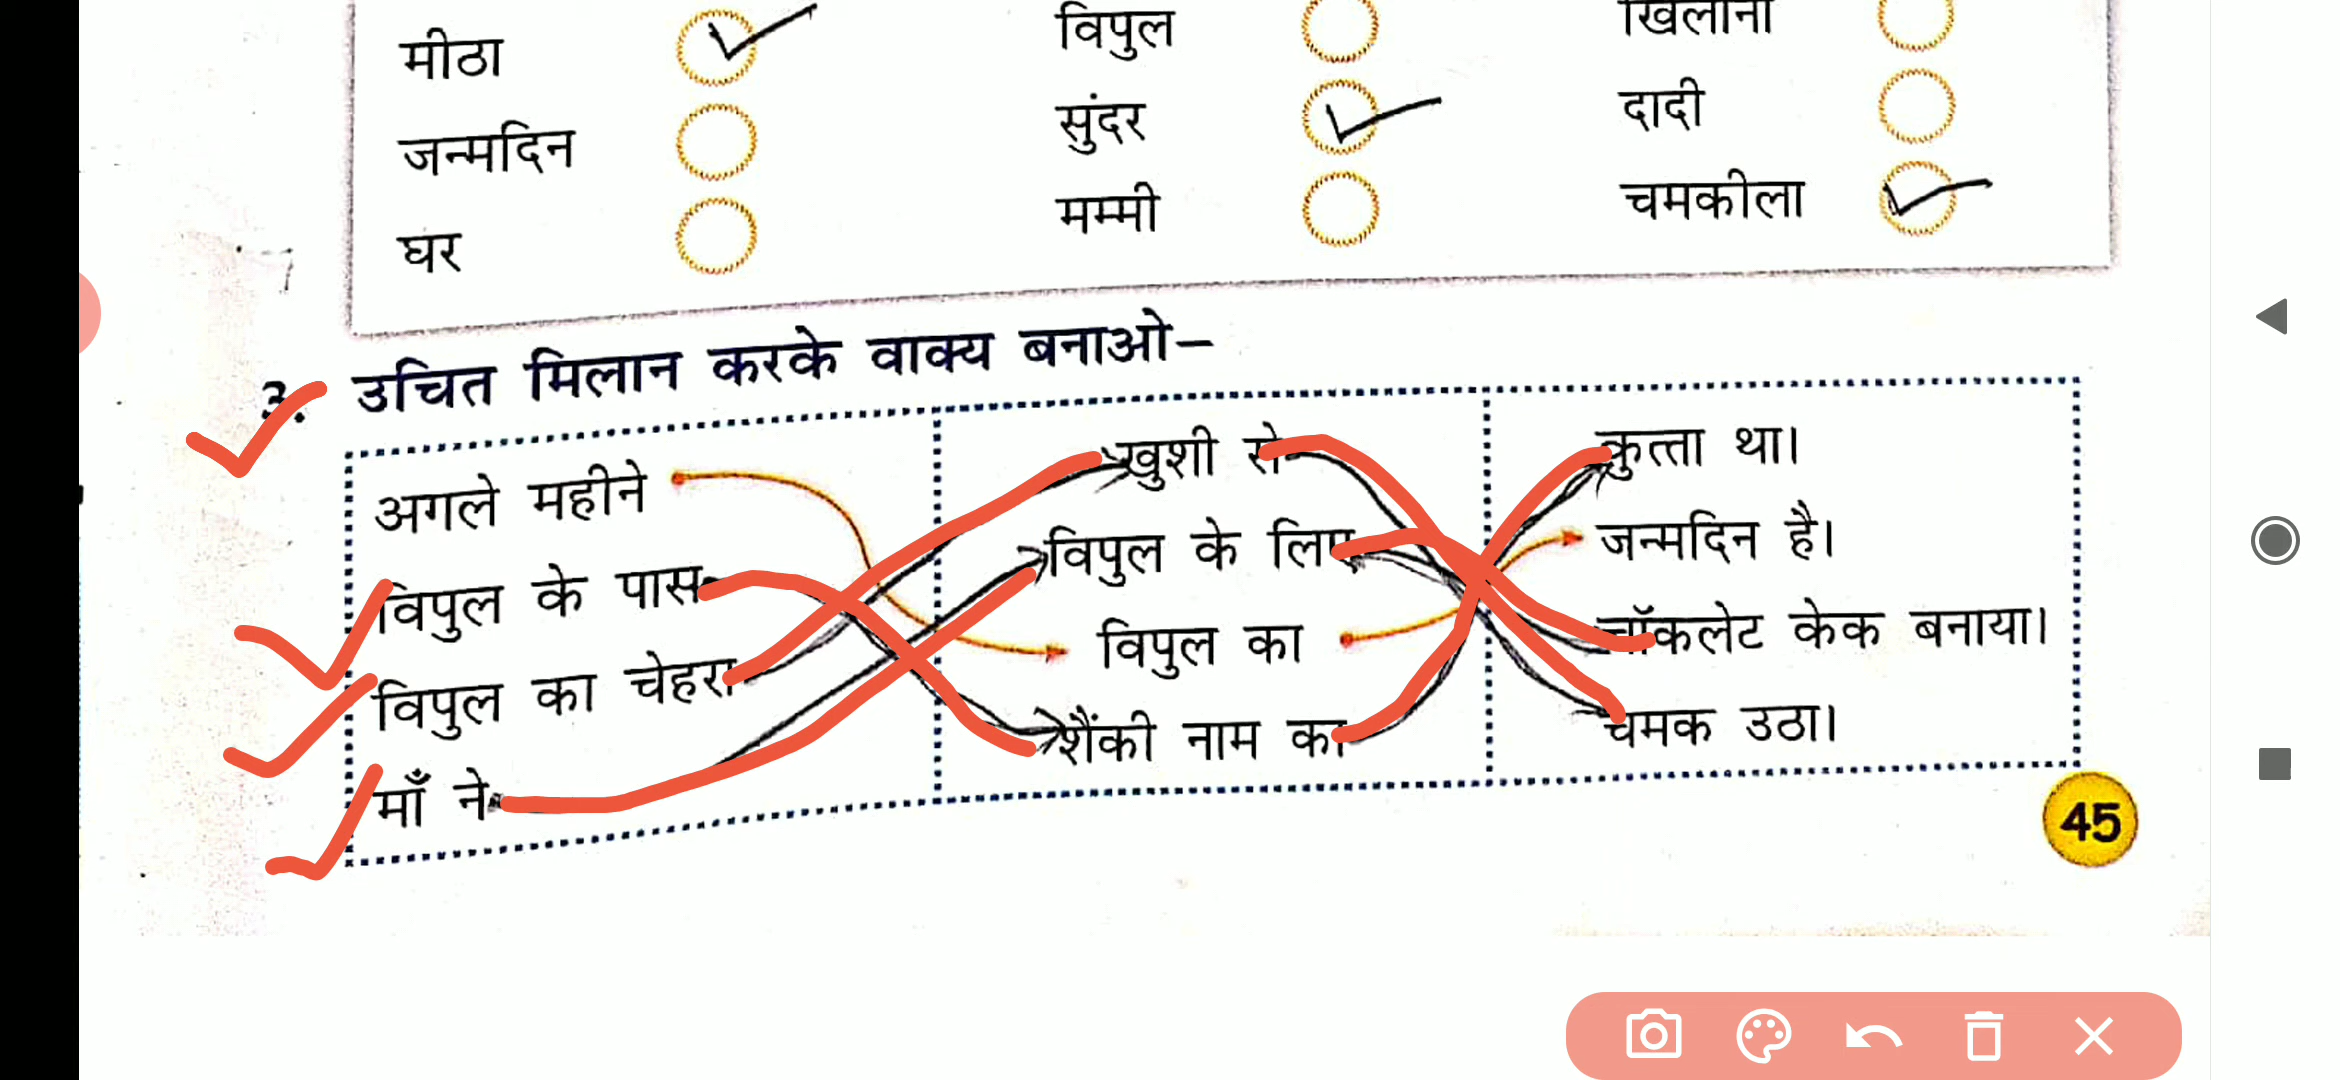 मीठा विपुल खिलौना
जन्मदिन सुंदर दादी
घर मम्मी चमकीला
3. उचित मिलान करके वाक्य बनाओ—
अगले महीने खुशी से कुत्ता था।
विपुल के पास विपुल के लिए जन्मदिन है।
विपुल का चेहरा विपुल का चॉकलेट केक बनाया।
माँ ने शैंकी नाम का चमक उठा।
45